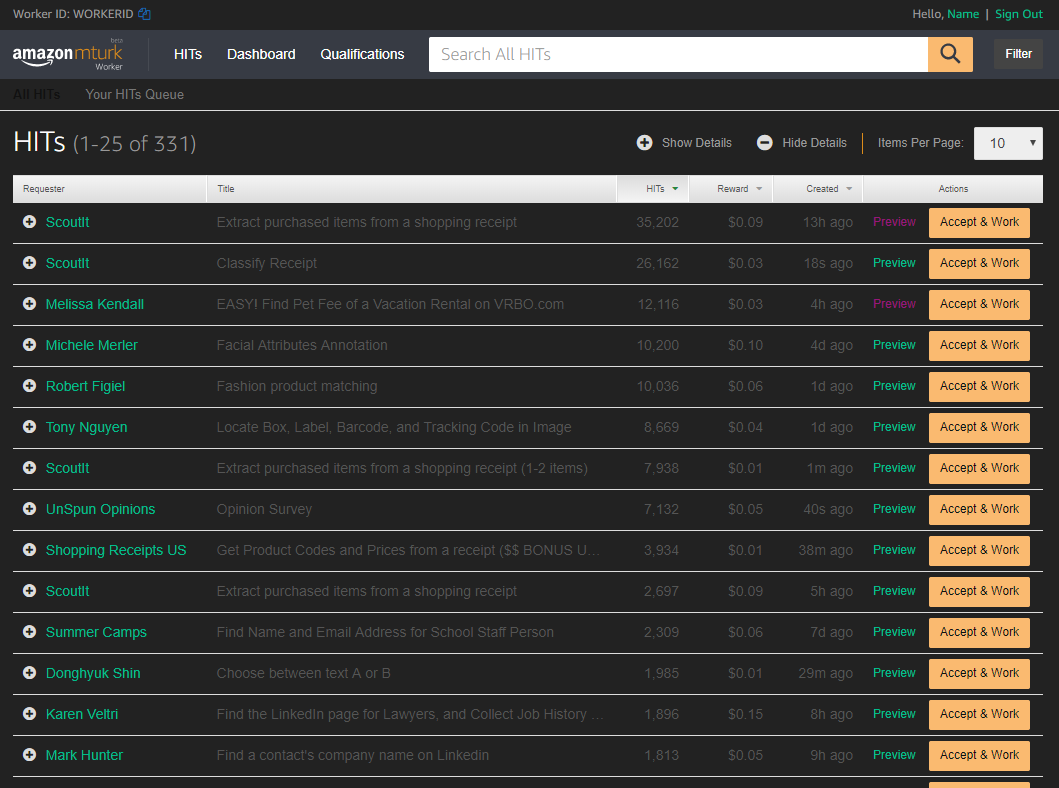 Worker ID: WORKERID Hello, Name | Sign Out
beta
amazonmturk
Worker
HITs Dashboard Qualifications Search All HITs Filter
All HITs Your HITs Queue
HITs (1-25 of 331) Show Details Hide Details Items Per Page: 10
Requester Title HITs Reward Created Actions
ScoutIt Extract purchased items from a shopping receipt 35,202 $0.09 13h ago Preview Accept & Work
ScoutIt Classify Receipt 26,162 $0.03 18s ago Preview Accept & Work
Melissa Kendall EASY! Find Pet Fee of a Vacation Rental on VRBO.com 12,116 $0.03 4h ago Preview Accept & Work
Michele Merler Facial Attributes Annotation 10,200 $0.10 4d ago Preview Accept & Work
Robert Figiel Fashion product matching 10,036 $0.06 1d ago Preview Accept & Work
Tony Nguyen Locate Box, Label, Barcode, and Tracking Code in Image 8,669 $0.04 1d ago Preview Accept & Work
ScoutIt Extract purchased items from a shopping receipt (1-2 items) 7,938 $0.01 1m ago Preview Accept & Work
UnSpun Opinions Opinion Survey 7,132 $0.05 40s ago Preview Accept & Work
Shopping Receipts US Get Product Codes and Prices from a receipt ($$ BONUS U... 3,934 $0.01 38m ago Preview Accept & Work
ScoutIt Extract purchased items from a shopping receipt 2,697 $0.09 5h ago Preview Accept & Work
Summer Camps Find Name and Email Address for School Staff Person 2,309 $0.06 7d ago Preview Accept & Work
Donghyuk Shin Choose between text A or B 1,985 $0.01 29m ago Preview Accept & Work
Karen Veltri Find the LinkedIn page for Lawyers, and Collect Job History ... 1,896 $0.15 8h ago Preview Accept & Work
Mark Hunter Find a contact's company name on Linkedin 1,813 $0.05 9h ago Preview Accept & Work